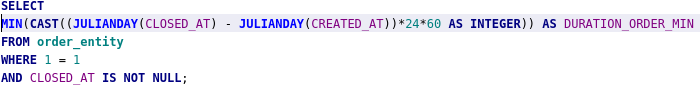 SELECT
MIN(CAST((JULIANDAY(CLOSED_AT) - JULIANDAY(CREATED_AT))*24*60 AS INTEGER)) AS DURATION_ORDER_MIN
FROM order_entity
WHERE 1 = 1
AND CLOSED_AT IS NOT NULL;